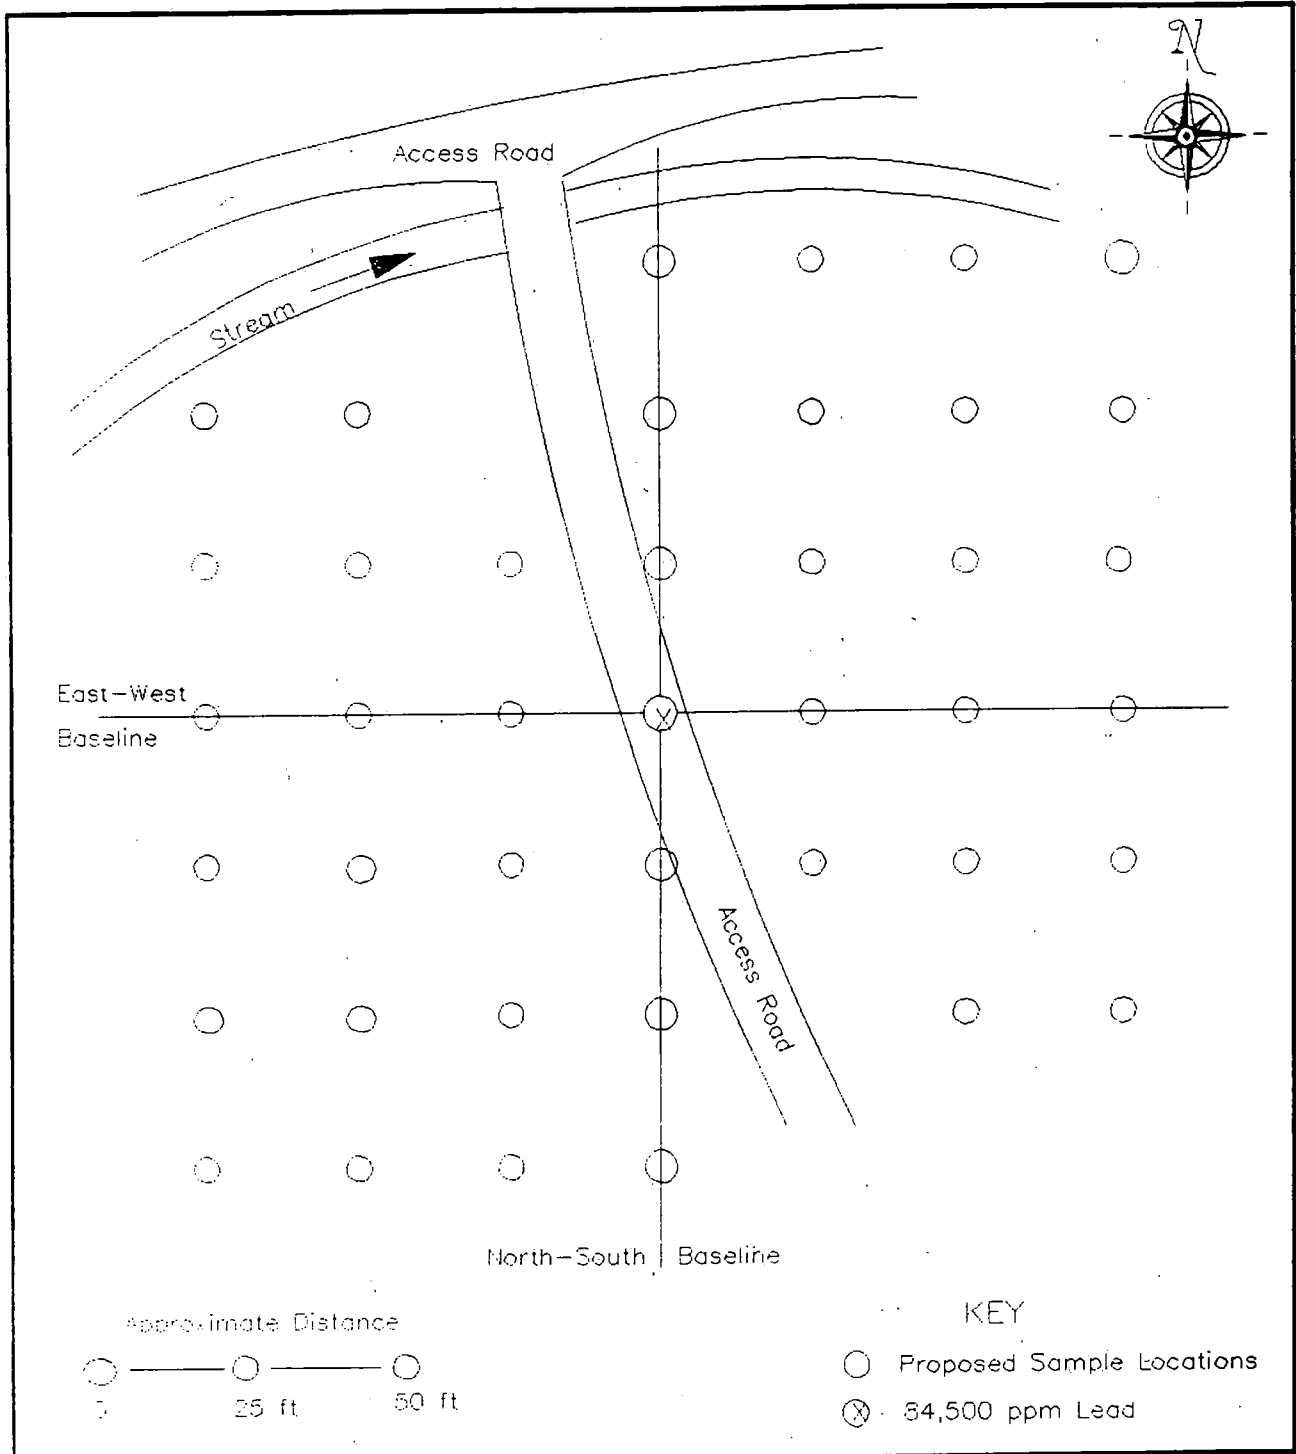 N
Access Road
Stream
East-West
Baseline
X
Access Road
North-South Baseline
Approximate Distance
0 25 ft 50 ft
KEY
Proposed Sample Locations
X 84,500 ppm Lead